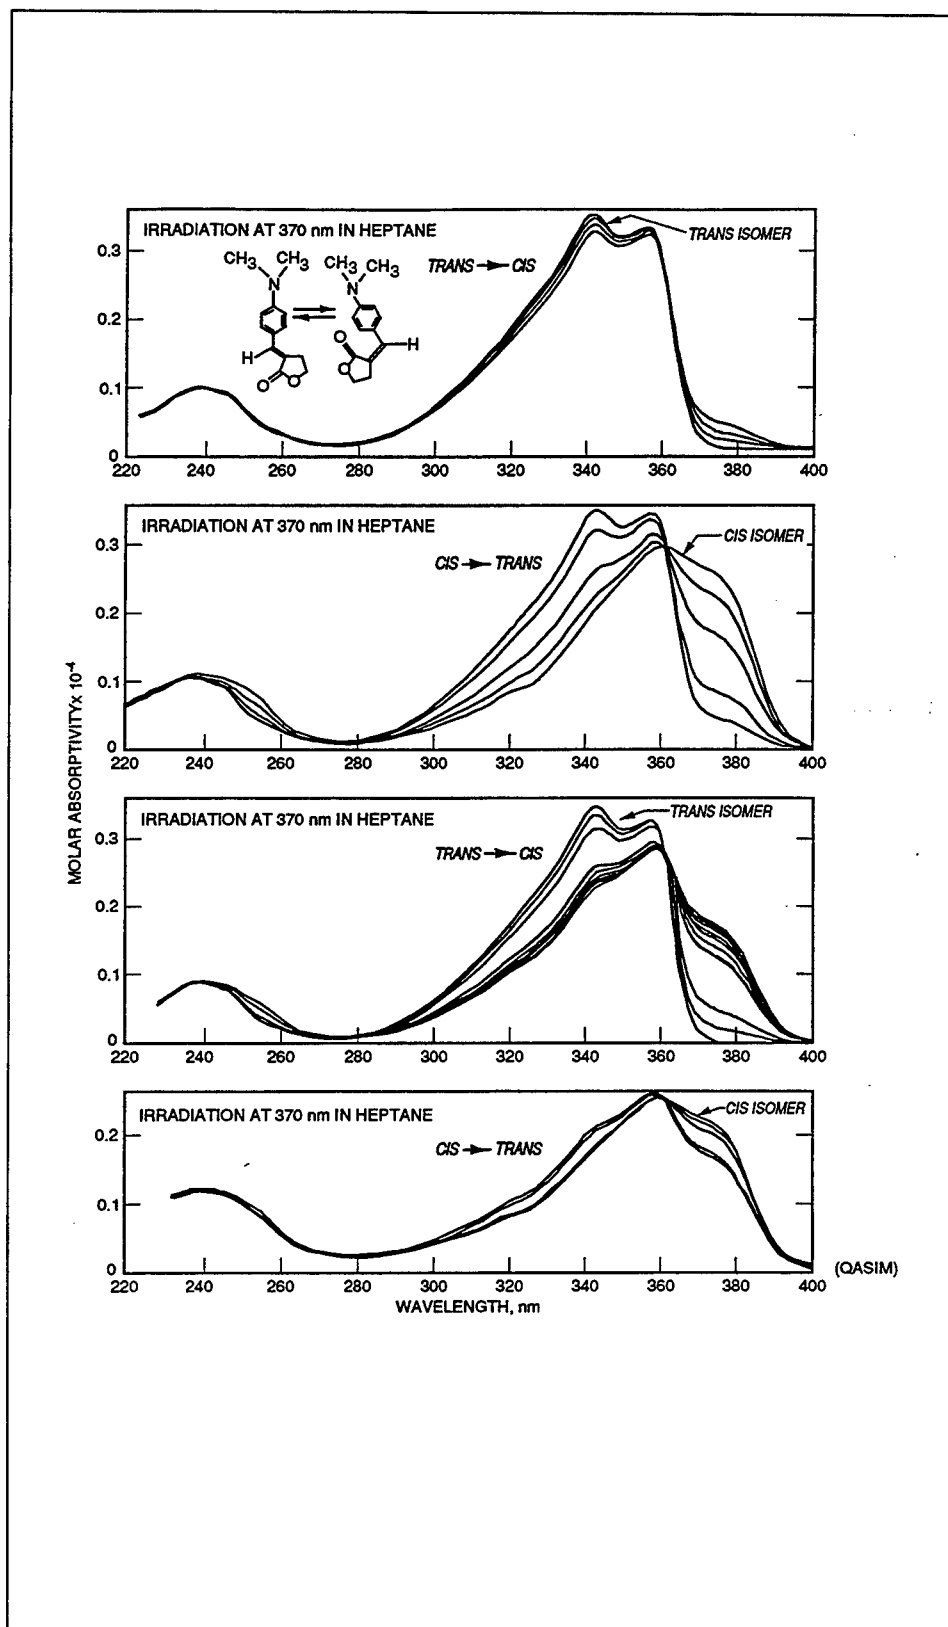 IRRADIATION AT 370 nm IN HEPTANE
TRANS ISOMER
TRANS → CIS
CH₃ CH₃ CH₃ CH₃
N N
H H
O O O O
0.3
0.2
0.1
0
220 240 260 280 300 320 340 360 380 400
IRRADIATION AT 370 nm IN HEPTANE
CIS ISOMER
CIS → TRANS
0.3
0.2
0.1
0
220 240 260 280 300 320 340 360 380 400
MOLAR ABSORPTIVITY x 10⁻⁴
IRRADIATION AT 370 nm IN HEPTANE
TRANS ISOMER
TRANS → CIS
0.3
0.2
0.1
0
220 240 260 280 300 320 340 360 380 400
IRRADIATION AT 370 nm IN HEPTANE
CIS ISOMER
CIS → TRANS
0.2
0.1
0
220 240 260 280 300 320 340 360 380 400
(QASIM)
WAVELENGTH, nm